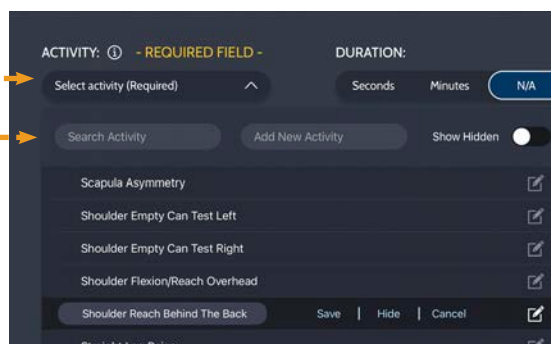 ACTIVITY: ⓘ - REQUIRED FIELD - DURATION:
Select activity (Required) Seconds Minutes N/A
Search Activity Add New Activity Show Hidden
Scapula Asymmetry
Shoulder Empty Can Test Left
Shoulder Empty Can Test Right
Shoulder Flexion/Reach Overhead
Shoulder Reach Behind The Back Save | Hide | Cancel